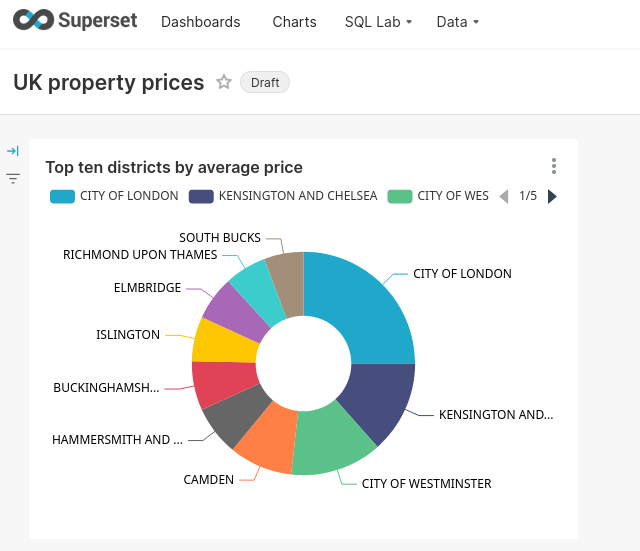 Superset Dashboards Charts SQL Lab Data
UK property prices Draft
Top ten districts by average price
CITY OF LONDON KENSINGTON AND CHELSEA CITY OF WES 1/5
SOUTH BUCKS
RICHMOND UPON THAMES
CITY OF LONDON
ELMBRIDGE
ISLINGTON
BUCKINGHAMSH...
KENSINGTON AND...
HAMMERSMITH AND ...
CAMDEN
CITY OF WESTMINSTER